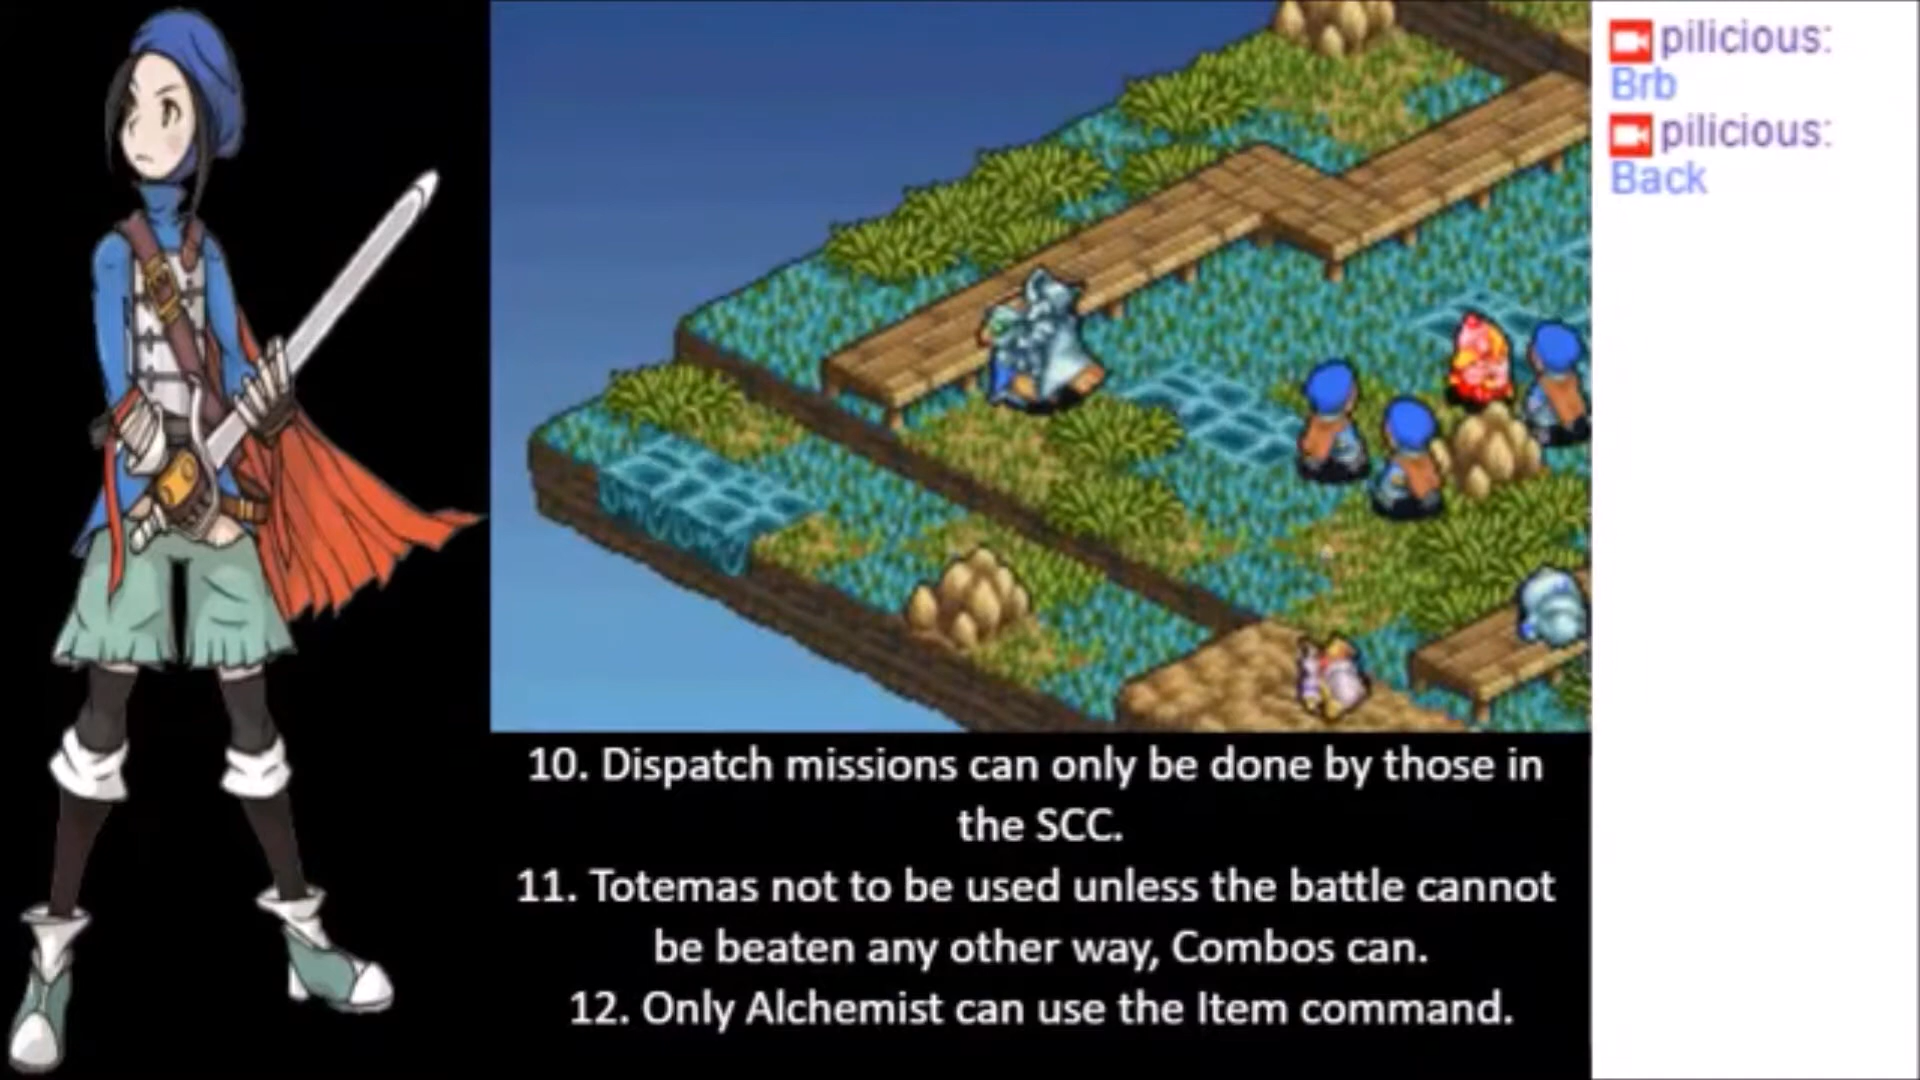 pilicious:
Brb
pilicious:
Back
10. Dispatch missions can only be done by those in
the SCC.
11. Totemas not to be used unless the battle cannot
be beaten any other way, Combos can.
12. Only Alchemist can use the Item command.